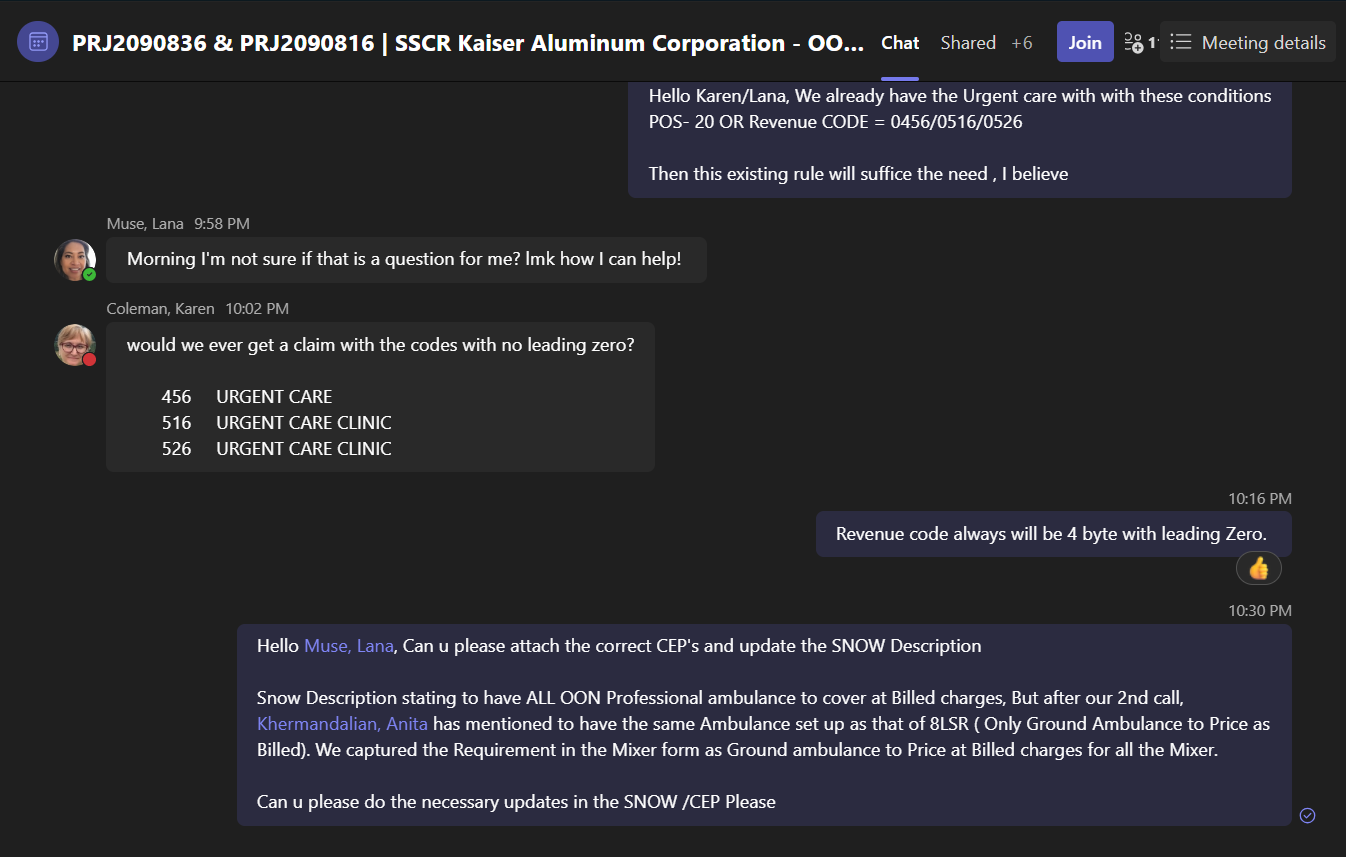 PRJ2090836 & PRJ2090816 | SSCR Kaiser Aluminum Corporation - OO... Chat Shared +6 Join Meeting details
Hello Karen/Lana, We already have the Urgent care with with these conditions
POS- 20 OR Revenue CODE = 0456/0516/0526
Then this existing rule will suffice the need , I believe
Muse, Lana 9:58 PM
Morning I'm not sure if that is a question for me? lmk how I can help!
Coleman, Karen 10:02 PM
would we ever get a claim with the codes with no leading zero?
456 URGENT CARE
516 URGENT CARE CLINIC
526 URGENT CARE CLINIC
10:16 PM
Revenue code always will be 4 byte with leading Zero.
10:30 PM
Hello Muse, Lana, Can u please attach the correct CEP's and update the SNOW Description
Snow Description stating to have ALL OON Professional ambulance to cover at Billed charges, But after our 2nd call,
Khermandalian, Anita has mentioned to have the same Ambulance set up as that of 8LSR ( Only Ground Ambulance to Price as
Billed). We captured the Requirement in the Mixer form as Ground ambulance to Price at Billed charges for all the Mixer.
Can u please do the necessary updates in the SNOW /CEP Please